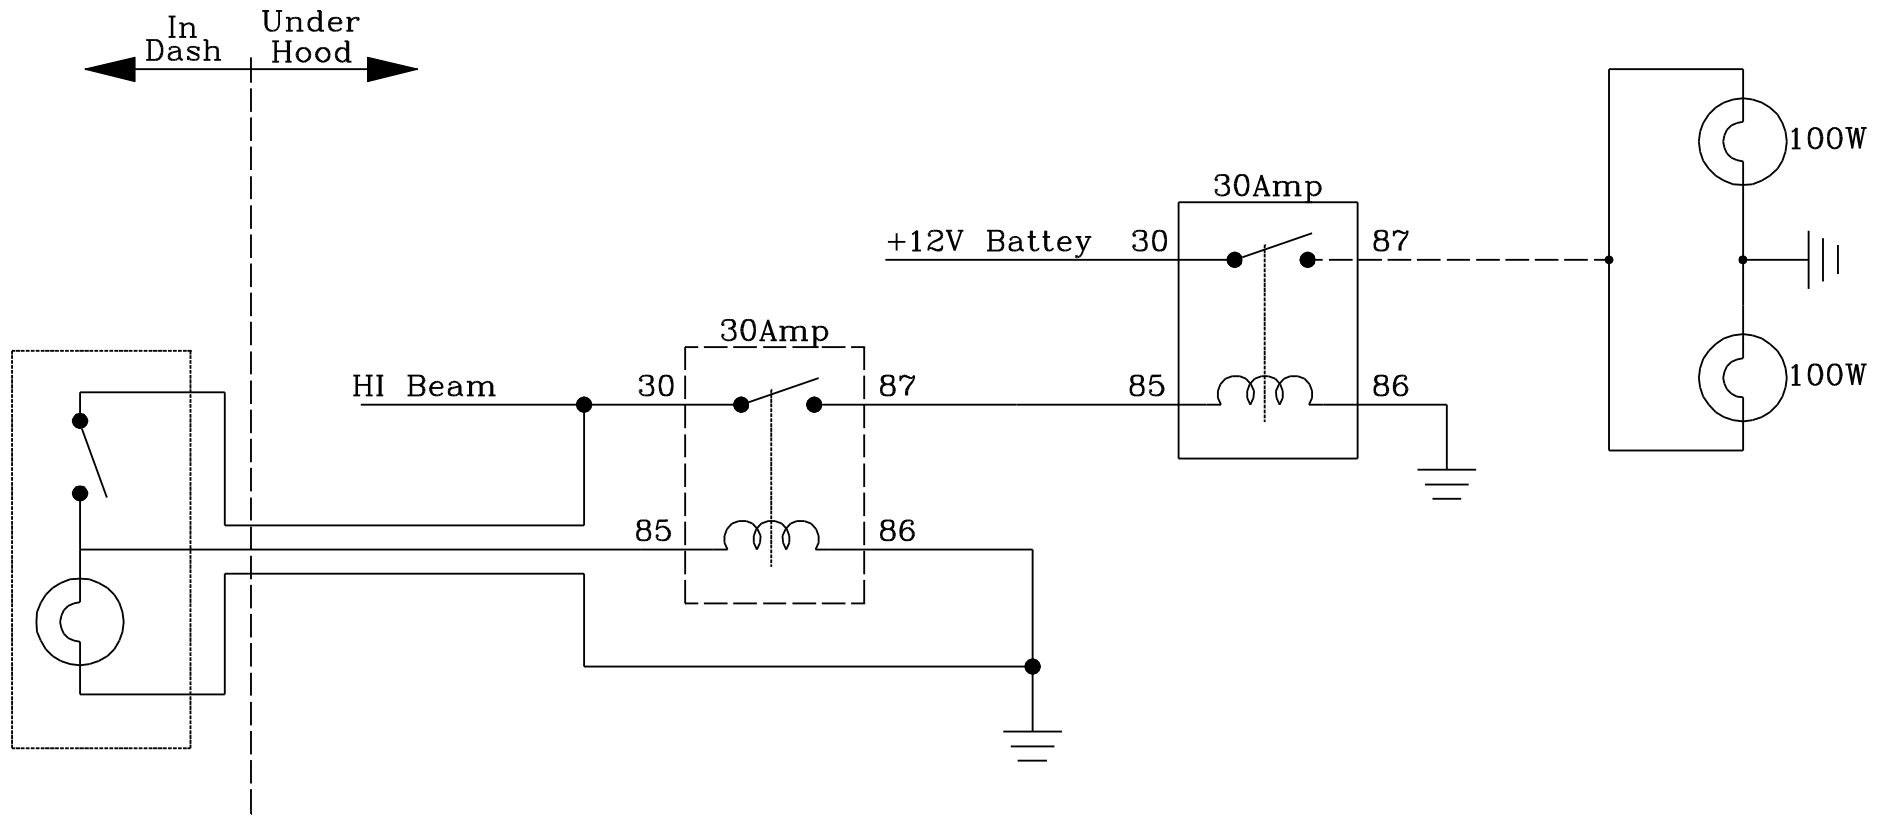 In
Dash
Under
Hood
100W
30Amp
+12V Battey
30
87
30Amp
HI Beam
30
87
85
86
100W
85
86